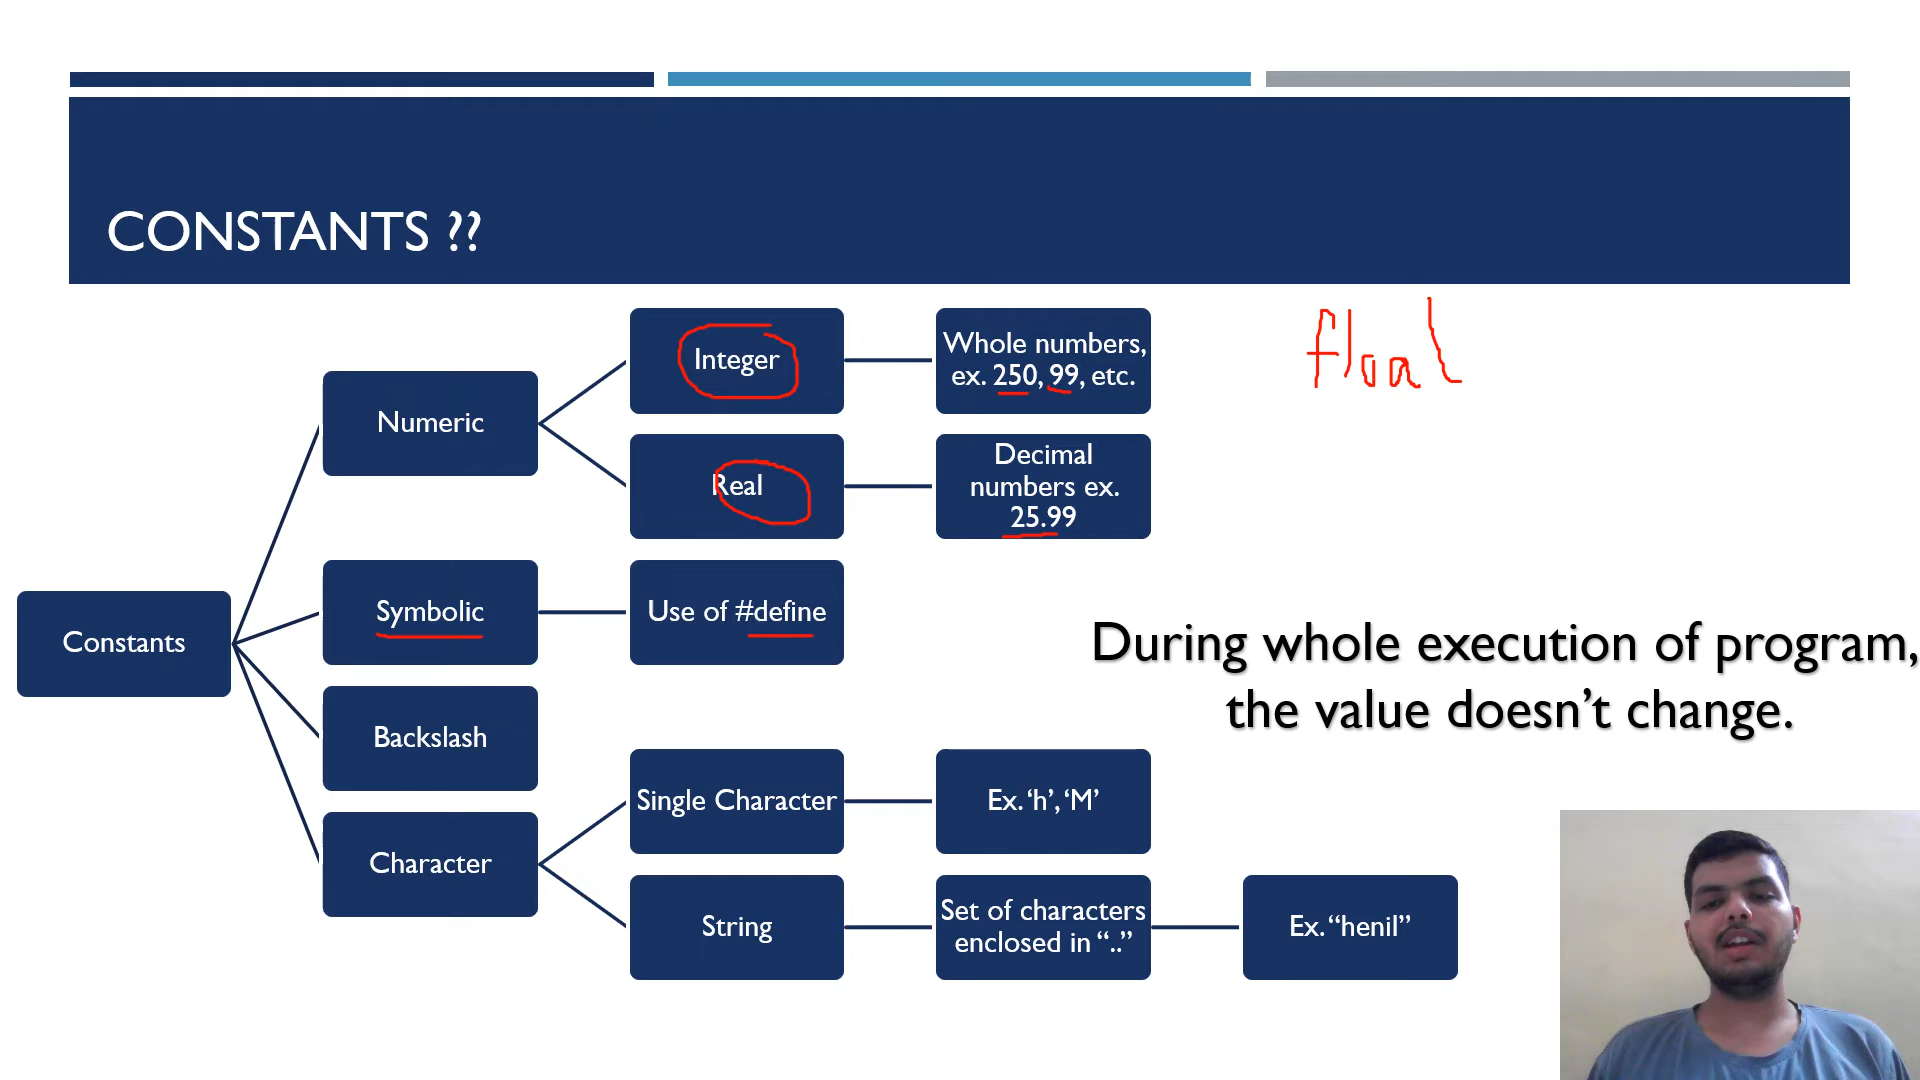 CONSTANTS ??
Constants
Numeric
Integer
Whole numbers,
ex. 250, 99, etc.
Real
Decimal
numbers ex.
25.99
Symbolic
Use of #define
Backslash
Character
Single Character
Ex. ‘h’, ‘M’
String
Set of characters
enclosed in “..”
Ex. “henil”
floal
During whole execution of program,
the value doesn’t change.